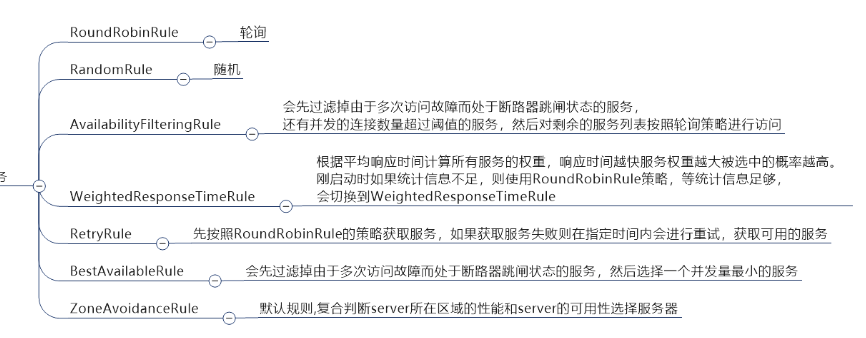 RoundRobinRule
轮询
RandomRule
随机
AvailabilityFilteringRule
会先过滤掉由于多次访问故障而处于断路器跳闸状态的服务，
还有并发的连接数量超过阈值的服务，然后对剩余的服务列表按照轮询策略进行访问
WeightedResponseTimeRule
根据平均响应时间计算所有服务的权重，响应时间越快服务权重越大被选中的概率越高。
刚启动时如果统计信息不足，则使用RoundRobinRule策略，等统计信息足够，
会切换到WeightedResponseTimeRule
RetryRule
先按照RoundRobinRule的策略获取服务，如果获取服务失败则在指定时间内会进行重试，获取可用的服务
BestAvailableRule
会先过滤掉由于多次访问故障而处于断路器跳闸状态的服务，然后选择一个并发量最小的服务
ZoneAvoidanceRule
默认规则,复合判断server所在区域的性能和server的可用性选择服务器